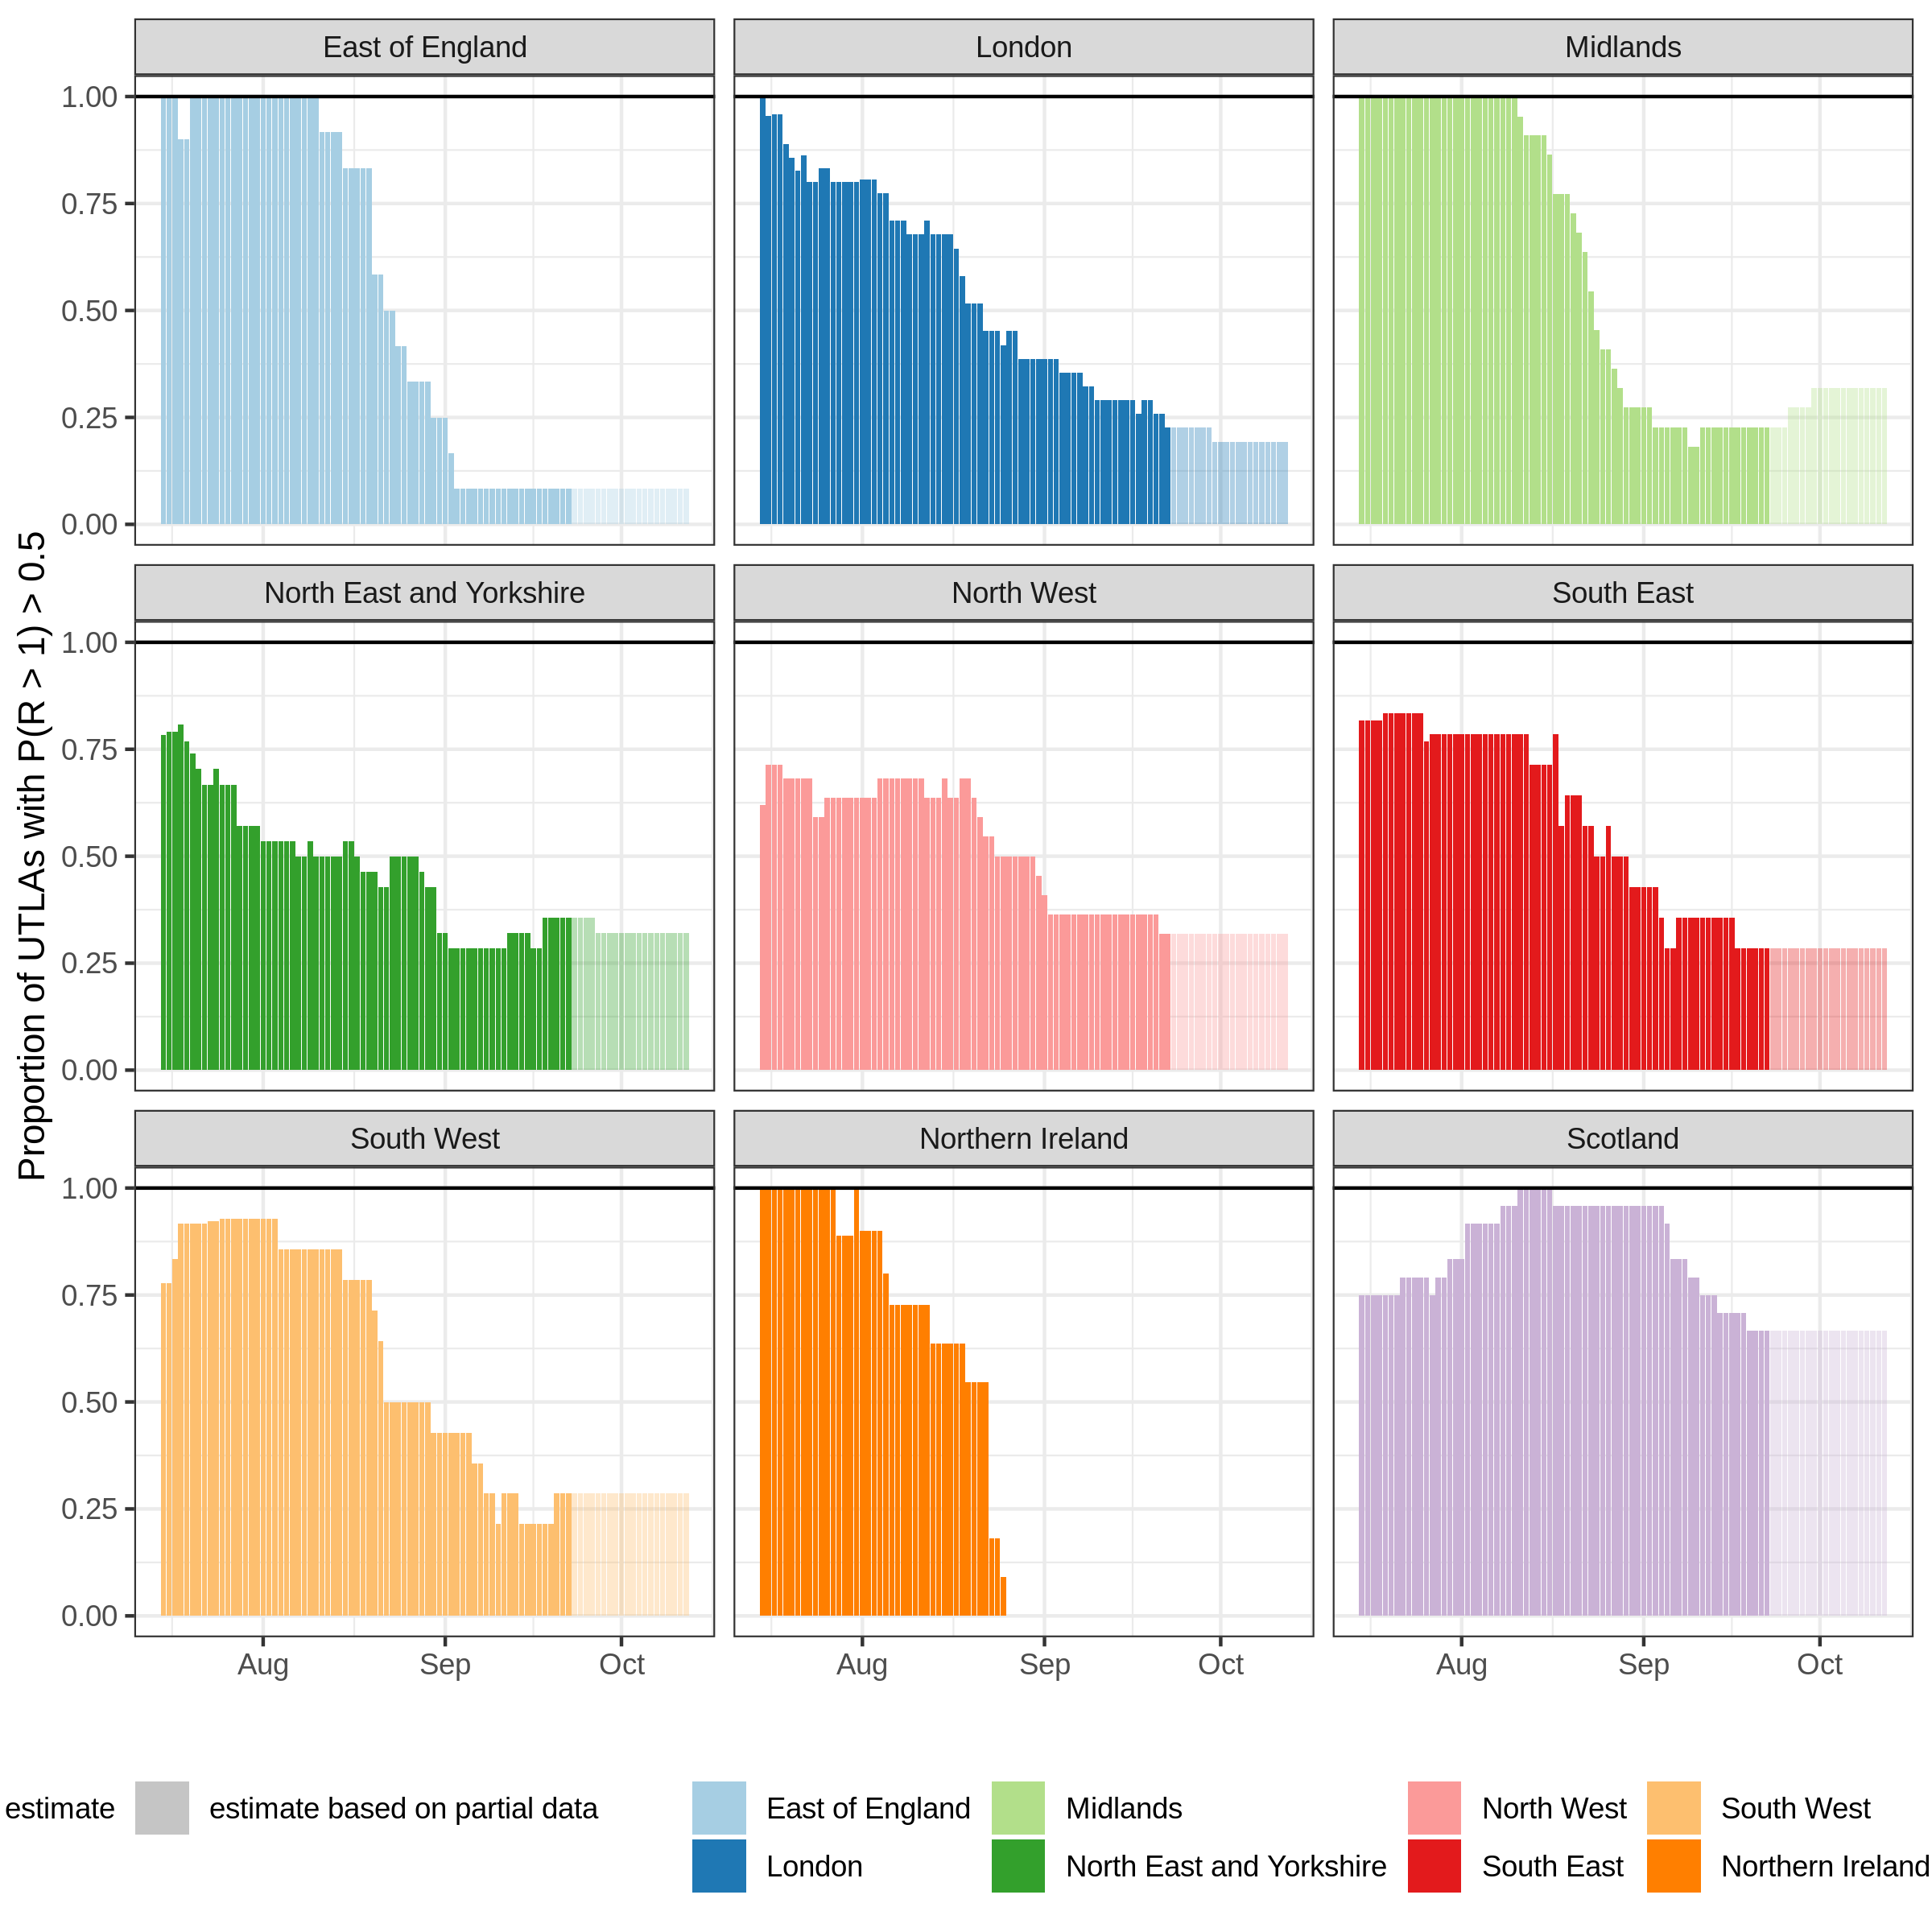 East of England London Midlands
1.00
0.75
0.50
0.25
0.00
North East and Yorkshire North West South East
1.00
0.75
0.50
0.25
0.00
South West Northern Ireland Scotland
1.00
0.75
0.50
0.25
0.00
Aug Sep Oct Aug Sep Oct Aug Sep Oct
Proportion of UTLAs with P(R > 1) > 0.5
estimate estimate based on partial data East of England Midlands North West South West
London North East and Yorkshire South East Northern Ireland